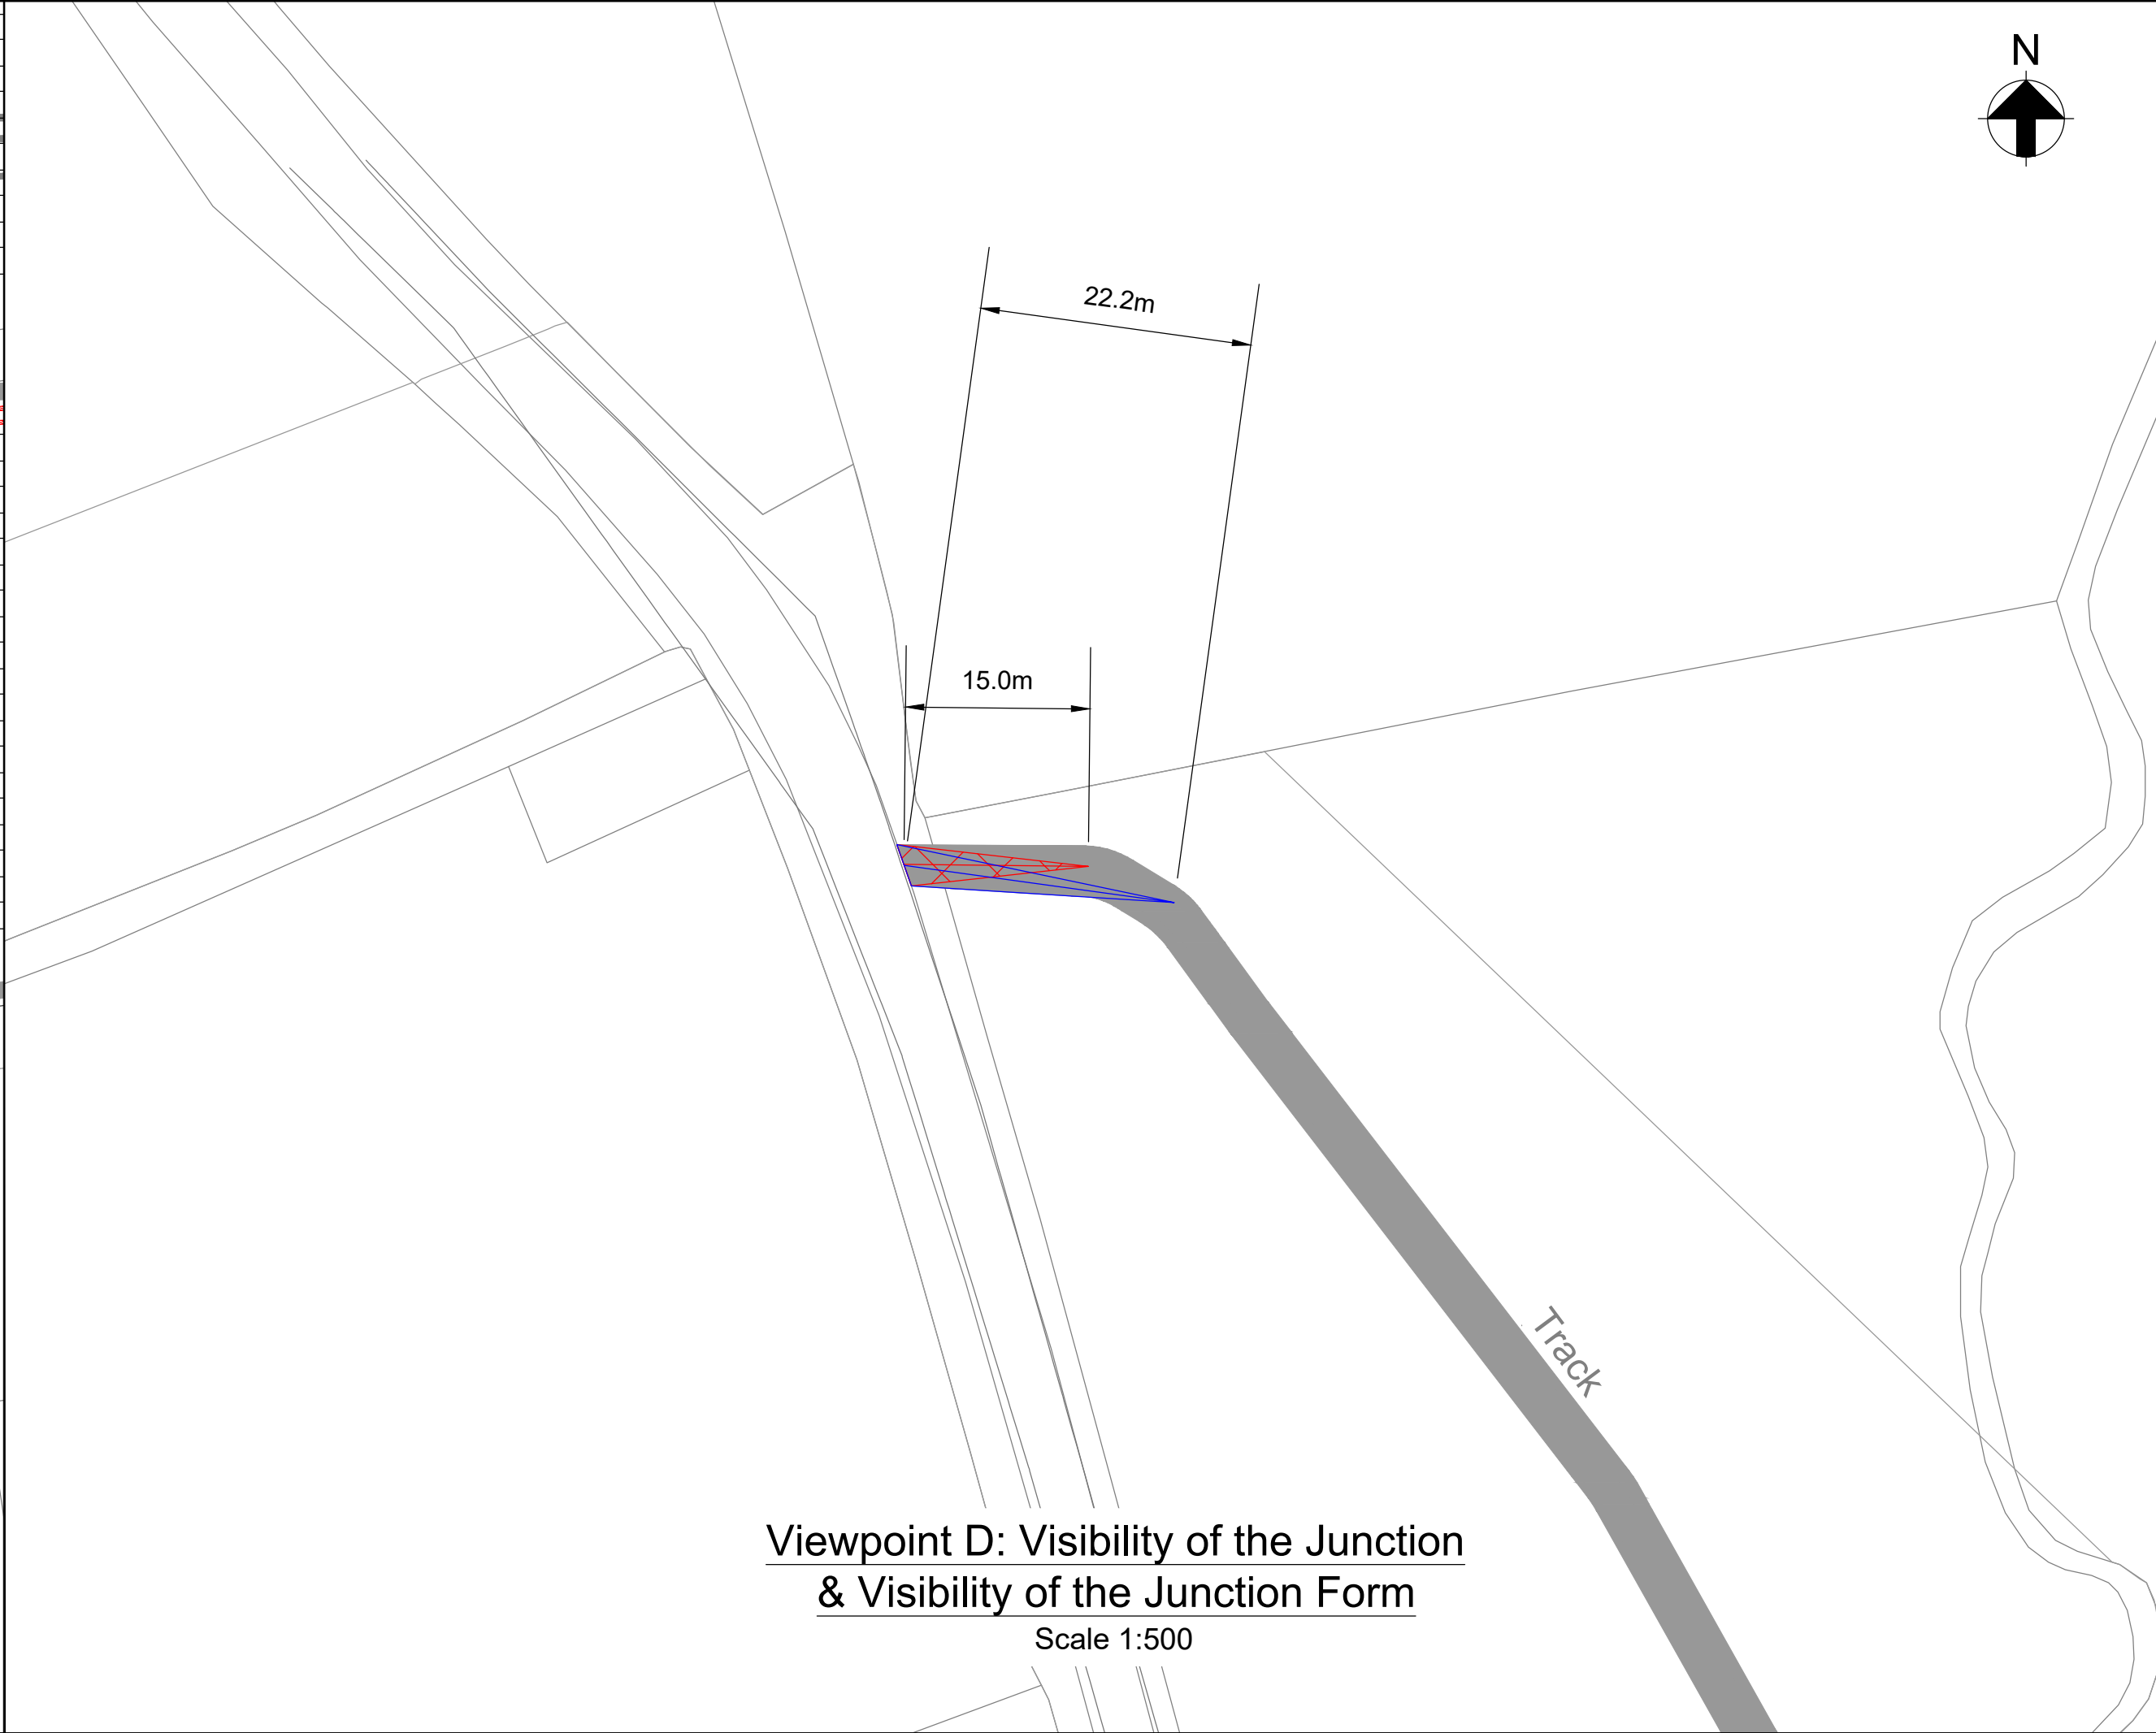 N
22.2m
15.0m
Track
Viewpoint D: Visibility of the Junction
& Visibility of the Junction Form
Scale 1:500